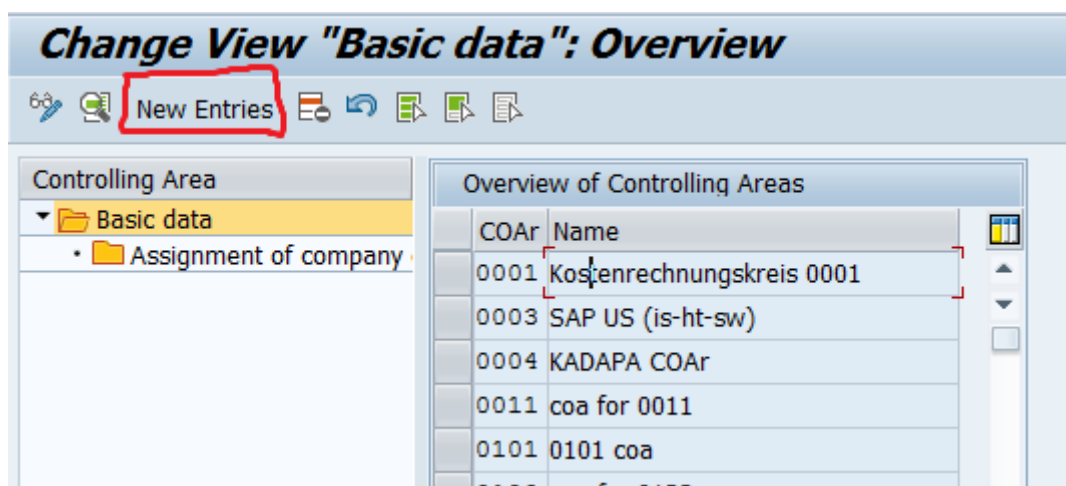 Change View "Basic data": Overview
New Entries
Controlling Area
Basic data
Assignment of company
Overview of Controlling Areas
COAr Name
0001 Kostenrechnungskreis 0001
0003 SAP US (is-ht-sw)
0004 KADAPA COAr
0011 coa for 0011
0101 0101 coa